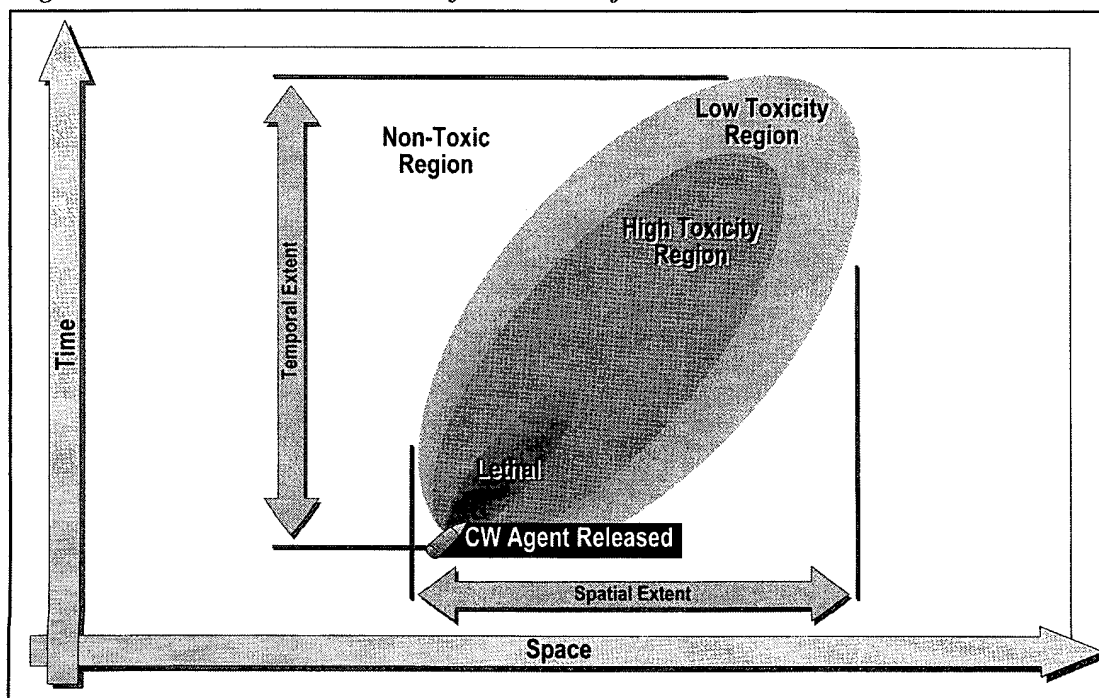 Low Toxicity
Region
Non-Toxic
Region
High Toxicity
Region
Temporal Extent
Time
Lethal
CW Agent Released
Spatial Extent
Space